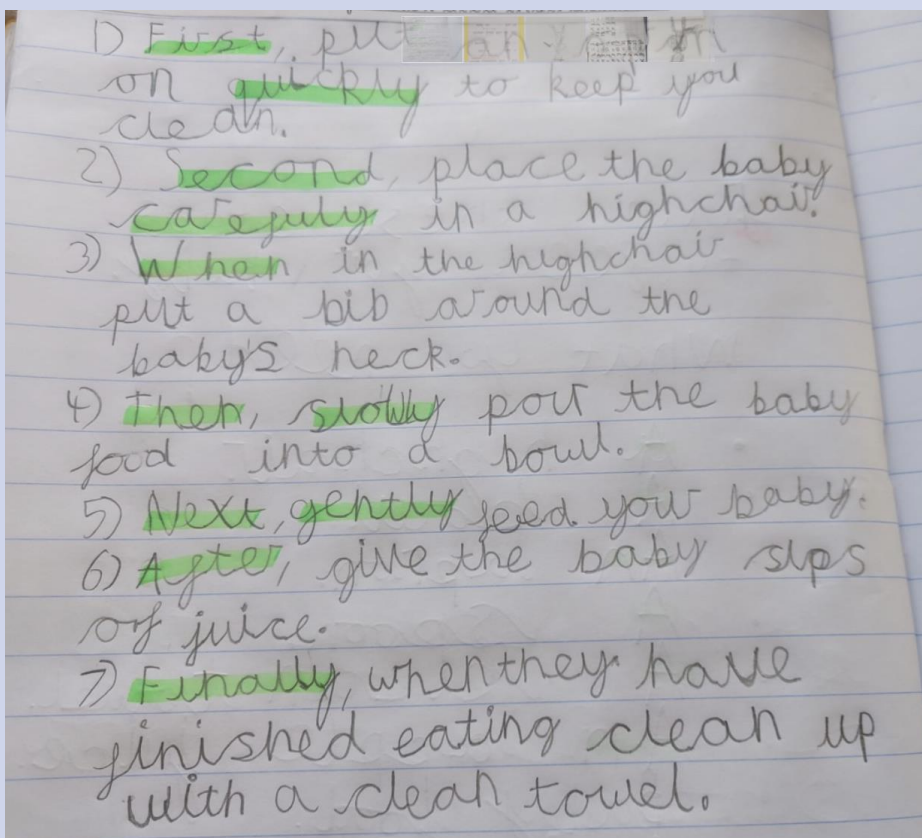 1) First, put an
on quickly to keep you
clean.
2) Second, place the baby
carefuly in a highchair.
3) When in the highchair
put a bib around the
baby's neck.
4) Then, slowly pour the baby
food into a bowl.
5) Next, gently feed your baby.
6) After, give the baby sips
of juice.
7) Finally, when they have
finished eating clean up
with a clean towel.